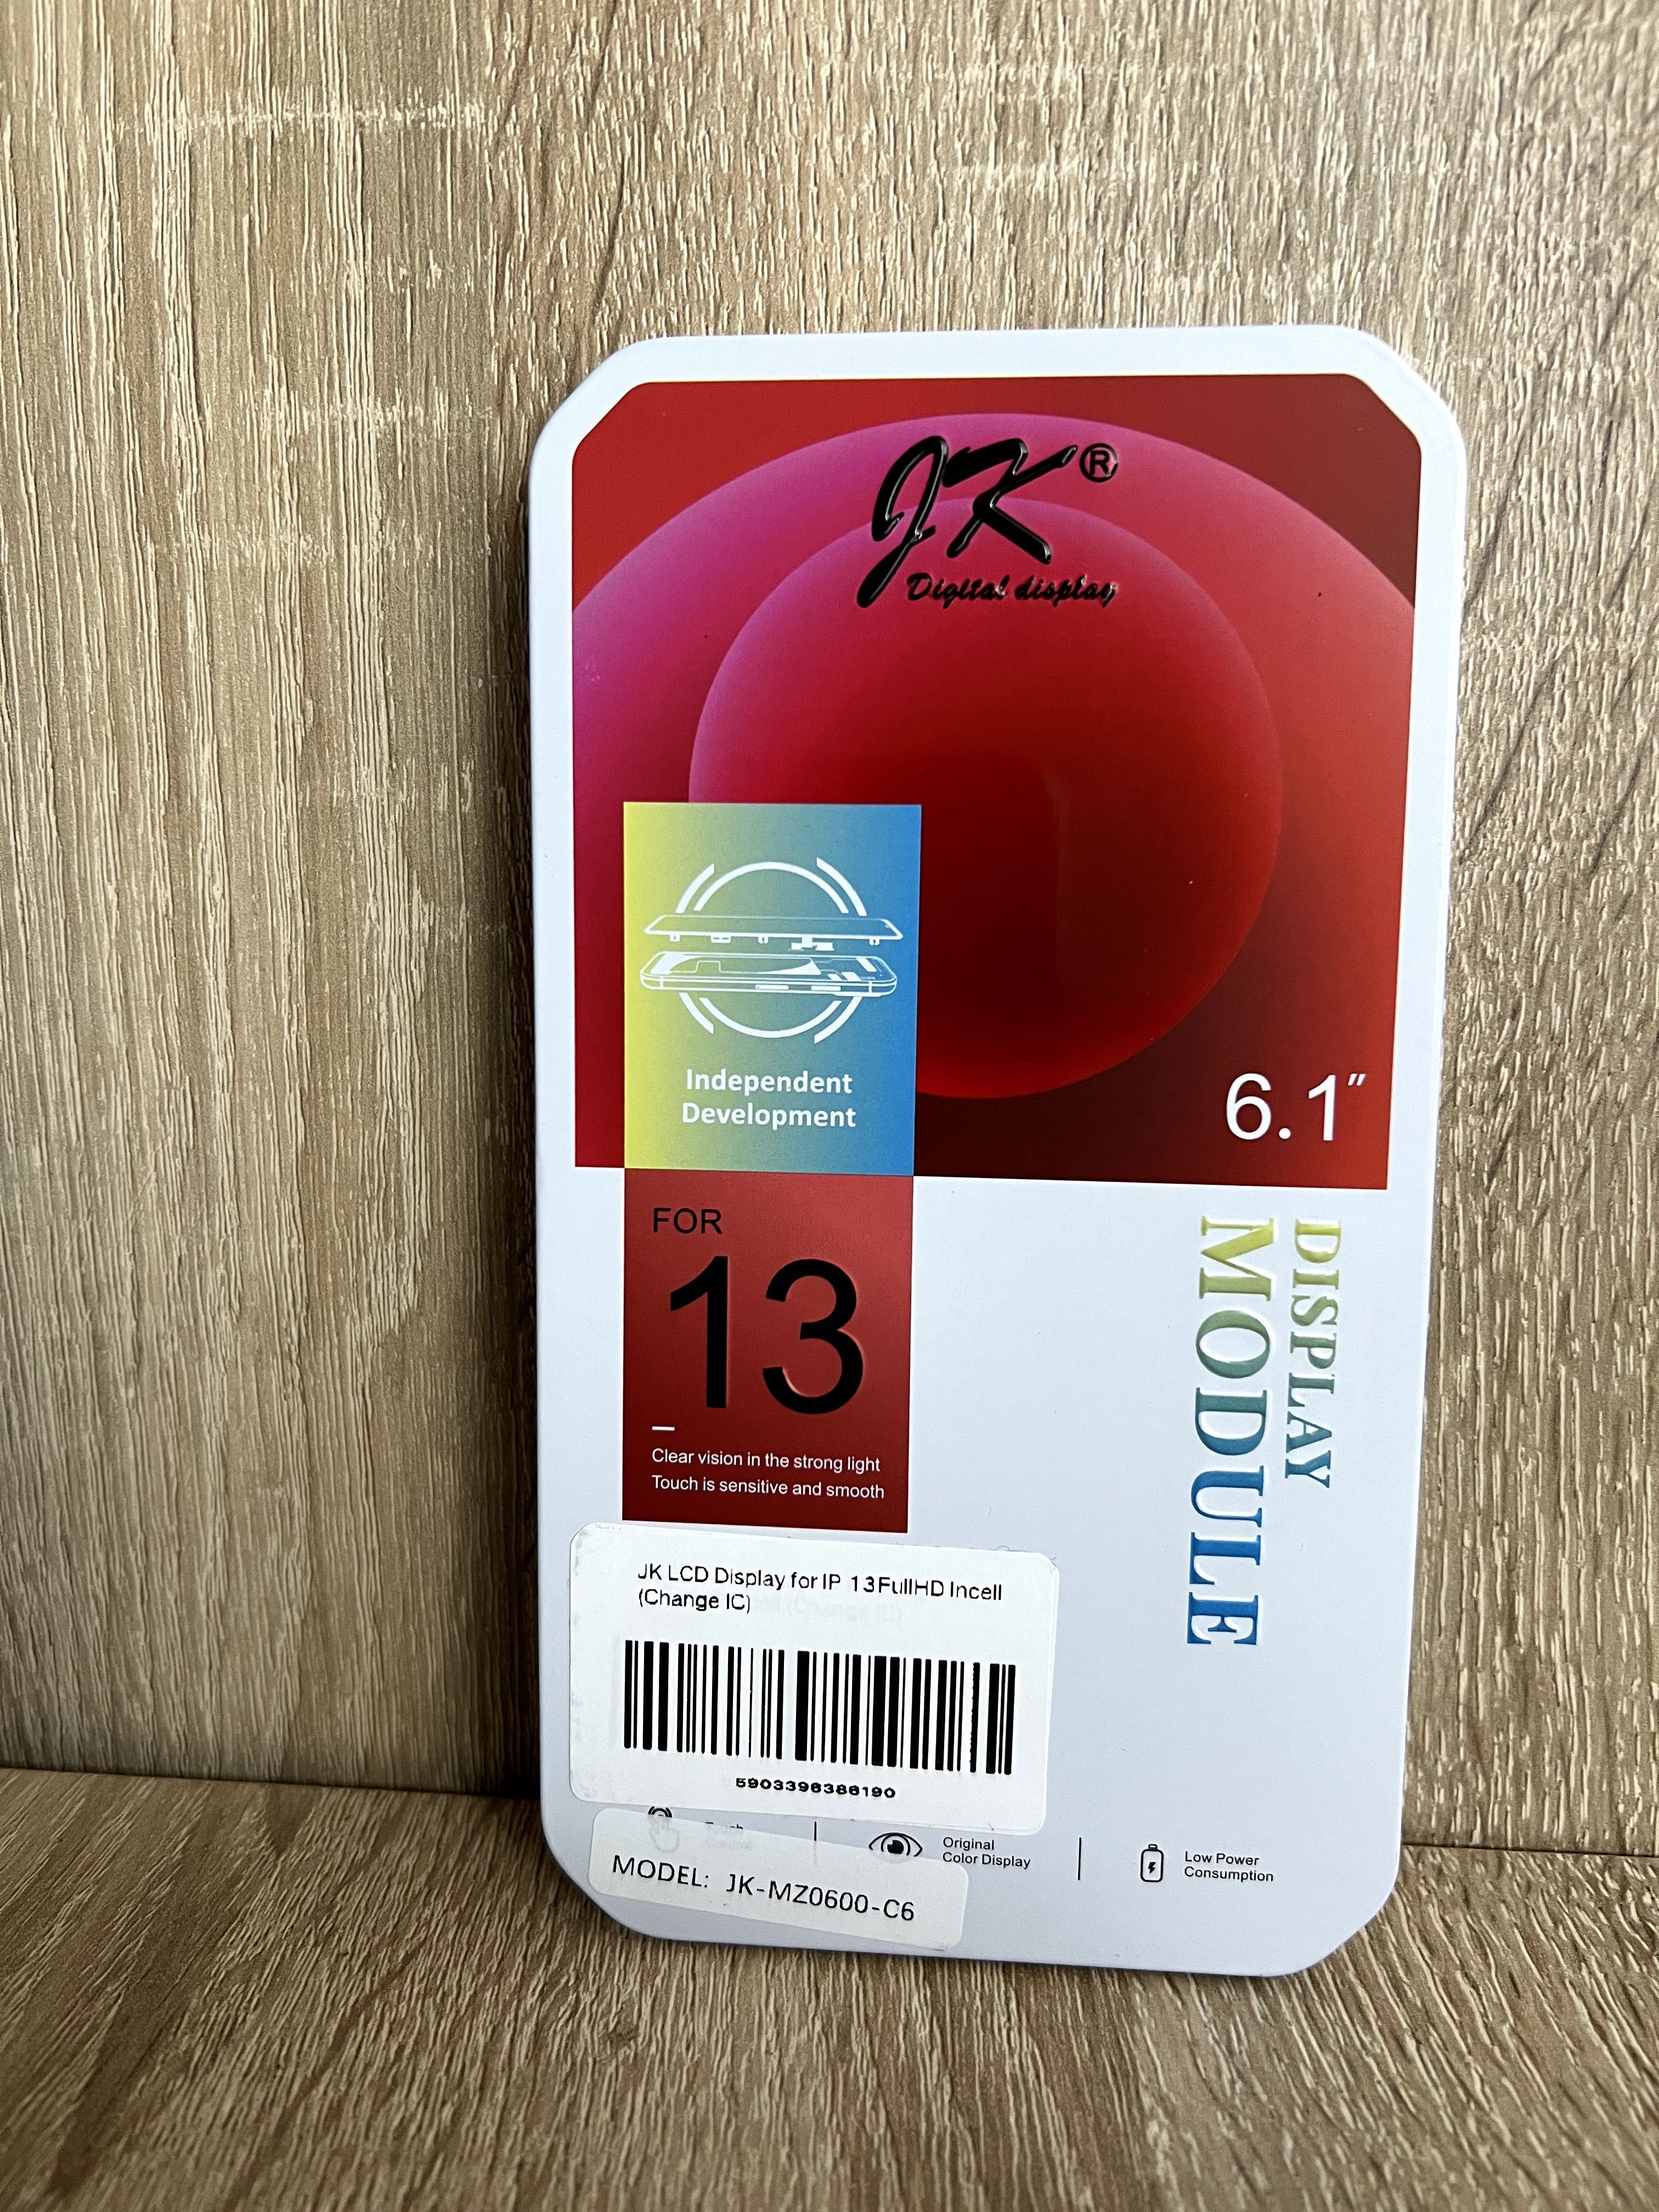 JK®
Digital display
Independent
Development
6.1″
FOR
13
Clear vision in the strong light
Touch is sensitive and smooth
DISPLAY
MODULE
JK LCD Display for IP 13FullHD Incell
(Change IC)
5903396386190
Original
Color Display
Low Power
Consumption
MODEL: JK-MZ0600-C6